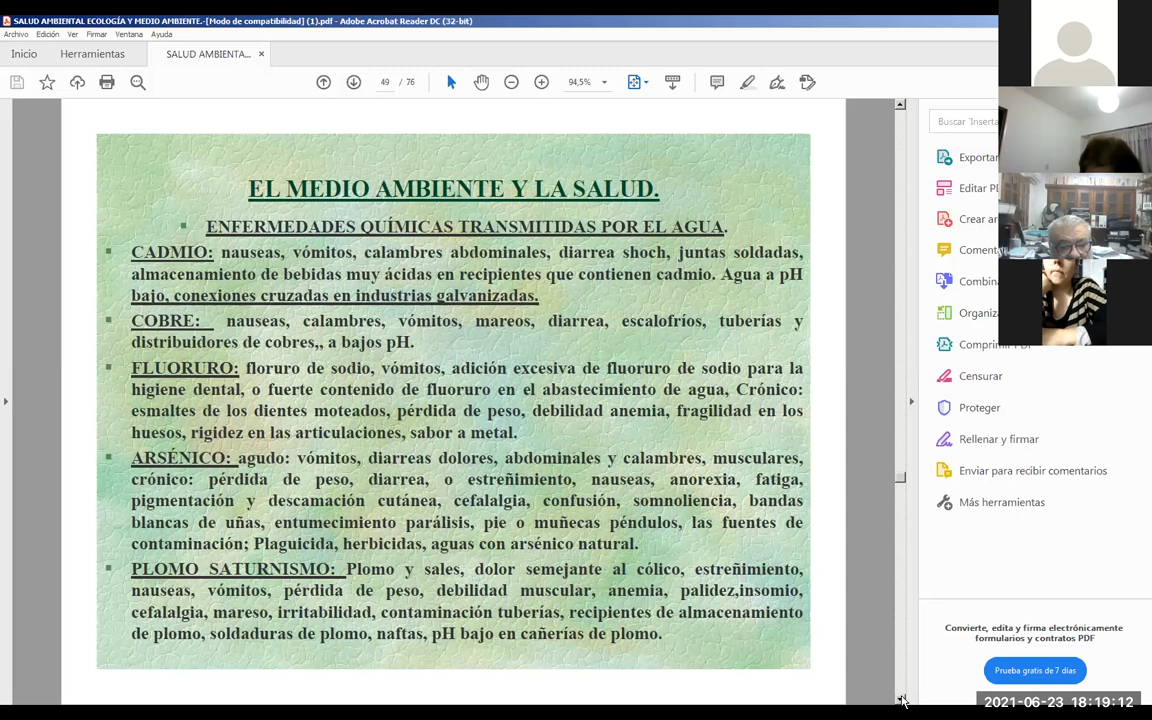 SALUD AMBIENTAL ECOLOGÍA Y MEDIO AMBIENTE.-[Modo de compatibilidad] (1).pdf - Adobe Acrobat Reader DC (32-bit)
Archivo Edición Ver Firmar Ventana Ayuda
Inicio Herramientas SALUD AMBIENTA... ×
49 / 76 94,5%
Buscar 'Inserta
Exportar
Editar PD
Crear ar
Coment
Combin
Organiz
Comprimir PDF
Censurar
Proteger
Rellenar y firmar
Enviar para recibir comentarios
Más herramientas
EL MEDIO AMBIENTE Y LA SALUD.
ENFERMEDADES QUÍMICAS TRANSMITIDAS POR EL AGUA.
CADMIO: nauseas, vómitos, calambres abdominales, diarrea shoch, juntas soldadas,
almacenamiento de bebidas muy ácidas en recipientes que contienen cadmio. Agua a pH
bajo, conexiones cruzadas en industrias galvanizadas.
COBRE: nauseas, calambres, vómitos, mareos, diarrea, escalofríos, tuberías y
distribuidores de cobres,, a bajos pH.
FLUORURO: floruro de sodio, vómitos, adición excesiva de fluoruro de sodio para la
higiene dental, o fuerte contenido de fluoruro en el abastecimiento de agua, Crónico:
esmaltes de los dientes moteados, pérdida de peso, debilidad anemia, fragilidad en los
huesos, rigidez en las articulaciones, sabor a metal.
ARSÉNICO: agudo: vómitos, diarreas dolores, abdominales y calambres, musculares,
crónico: pérdida de peso, diarrea, o estreñimiento, nauseas, anorexia, fatiga,
pigmentación y descamación cutánea, cefalalgia, confusión, somnoliencia, bandas
blancas de uñas, entumecimiento parálisis, pie o muñecas péndulos, las fuentes de
contaminación; Plaguicida, herbicidas, aguas con arsénico natural.
PLOMO SATURNISMO: Plomo y sales, dolor semejante al cólico, estreñimiento,
nauseas, vómitos, pérdida de peso, debilidad muscular, anemia, palidez,insomio,
cefalalgia, mareso, irritabilidad, contaminación tuberías, recipientes de almacenamiento
de plomo, soldaduras de plomo, naftas, pH bajo en cañerías de plomo.
Convierte, edita y firma electrónicamente
formularios y contratos PDF
Prueba gratis de 7 días
2021-06-23 18:19:12